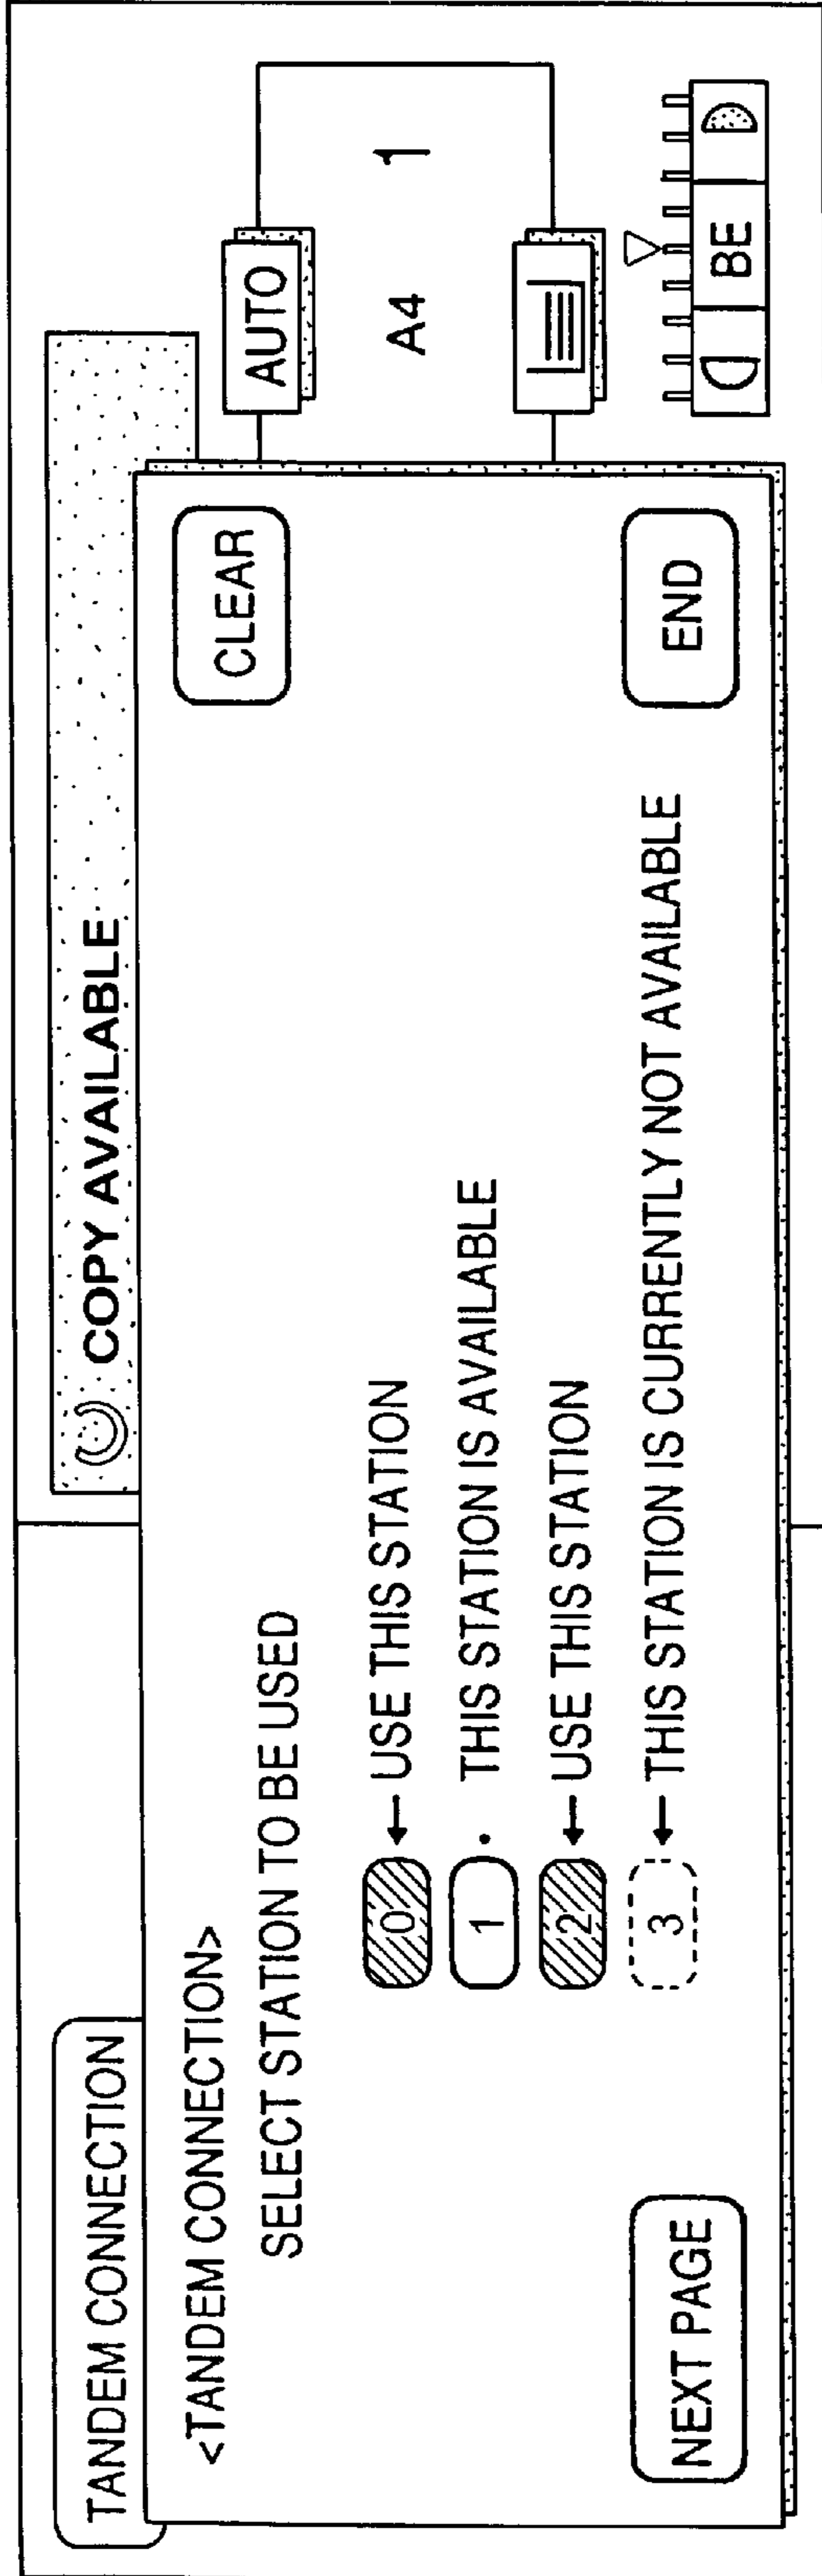 TANDEM CONNECTION
COPY AVAILABLE
<TANDEM CONNECTION>
CLEAR
AUTO
SELECT STATION TO BE USED
0 ← USE THIS STATION
A4 1
1 • THIS STATION IS AVAILABLE
2 ← USE THIS STATION
3 ← THIS STATION IS CURRENTLY NOT AVAILABLE
NEXT PAGE
END
BE